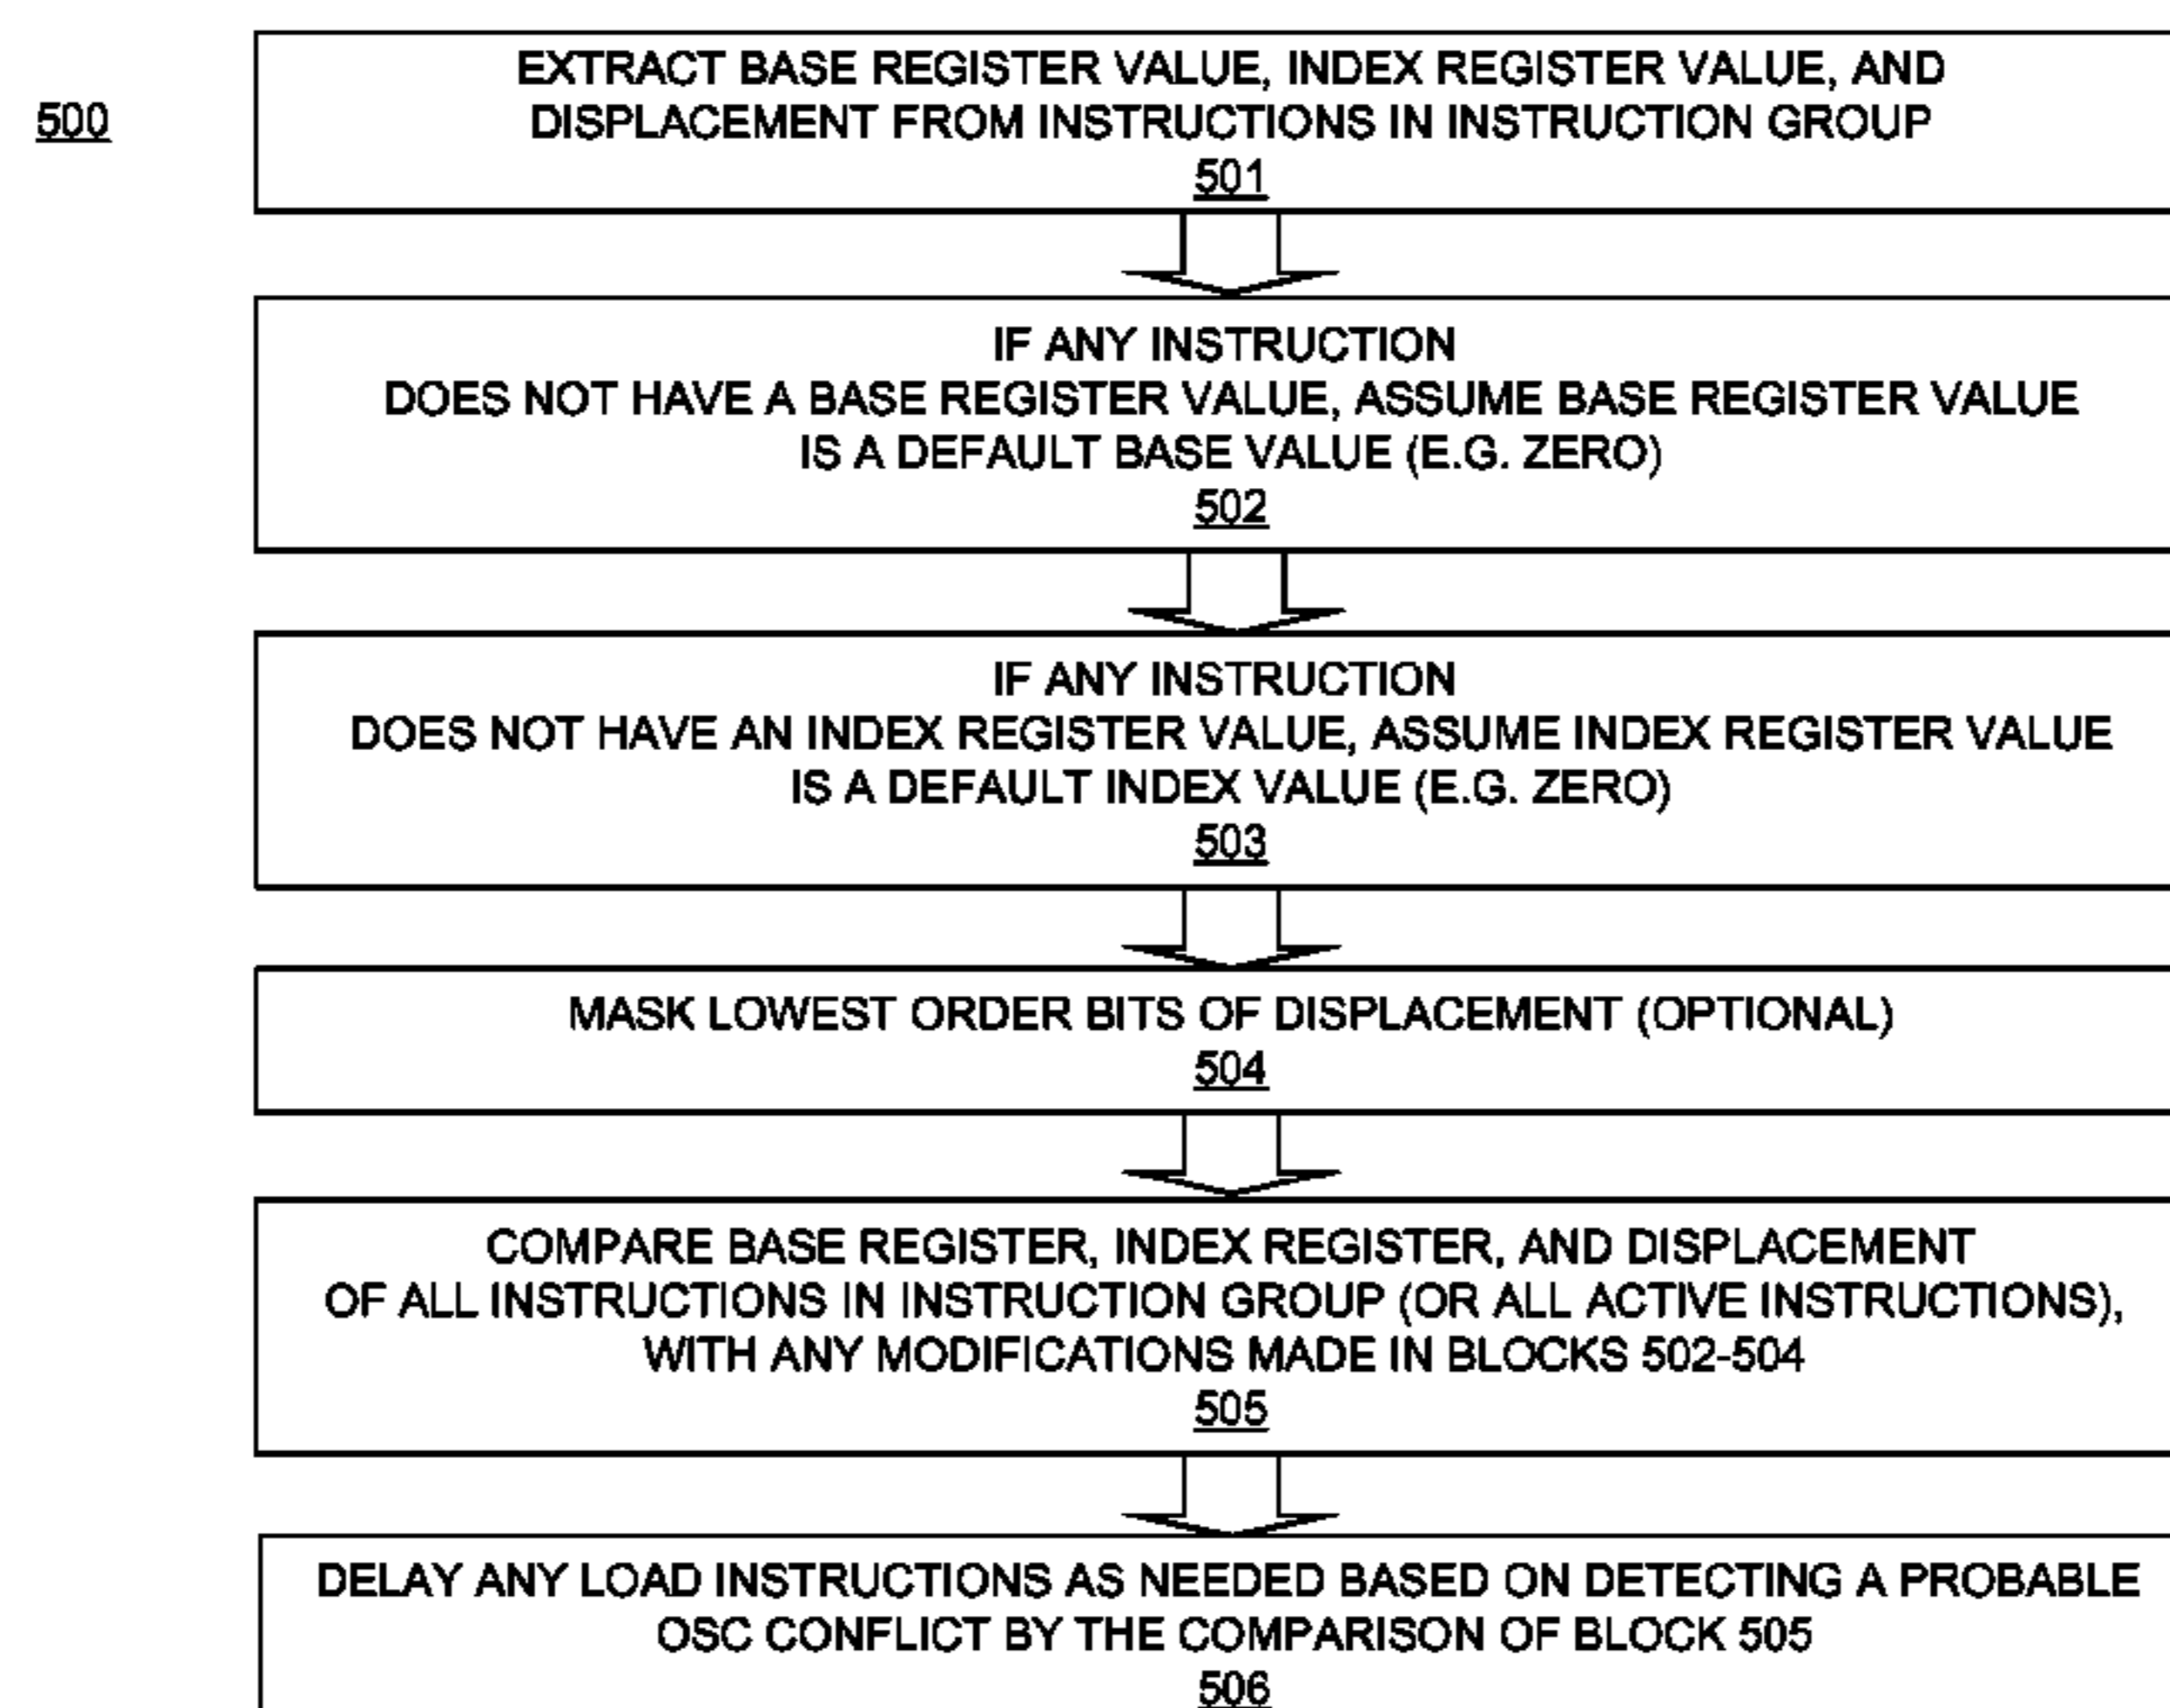 500
EXTRACT BASE REGISTER VALUE, INDEX REGISTER VALUE, AND
DISPLACEMENT FROM INSTRUCTIONS IN INSTRUCTION GROUP
501
IF ANY INSTRUCTION
DOES NOT HAVE A BASE REGISTER VALUE, ASSUME BASE REGISTER VALUE
IS A DEFAULT BASE VALUE (E.G. ZERO)
502
IF ANY INSTRUCTION
DOES NOT HAVE AN INDEX REGISTER VALUE, ASSUME INDEX REGISTER VALUE
IS A DEFAULT INDEX VALUE (E.G. ZERO)
503
MASK LOWEST ORDER BITS OF DISPLACEMENT (OPTIONAL)
504
COMPARE BASE REGISTER, INDEX REGISTER, AND DISPLACEMENT
OF ALL INSTRUCTIONS IN INSTRUCTION GROUP (OR ALL ACTIVE INSTRUCTIONS),
WITH ANY MODIFICATIONS MADE IN BLOCKS 502-504
505
DELAY ANY LOAD INSTRUCTIONS AS NEEDED BASED ON DETECTING A PROBABLE
OSC CONFLICT BY THE COMPARISON OF BLOCK 505
506